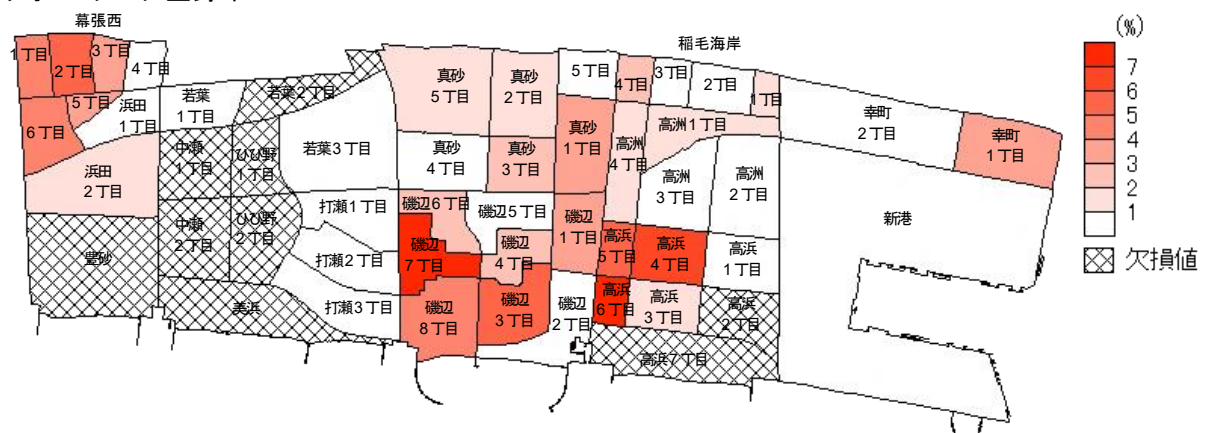 幕張西
稲毛海岸
(%)
1丁目
2丁目
3丁目
4丁目
5丁目
6丁目
浜田
1丁目
浜田
2丁目
若葉
1丁目
若葉2丁目
若葉3丁目
中瀬
1丁目
中瀬
2丁目
ひび野
1丁目
ひび野
2丁目
豊砂
美浜
打瀬1丁目
打瀬2丁目
打瀬3丁目
真砂
5丁目
真砂
2丁目
真砂
4丁目
真砂
3丁目
真砂
1丁目
磯辺6丁目
磯辺5丁目
磯辺
7丁目
磯辺
4丁目
磯辺
1丁目
磯辺
8丁目
磯辺
3丁目
磯辺
2丁目
5丁目
4丁目
3丁目
2丁目
1丁目
高洲1丁目
高洲
4丁目
高洲
3丁目
高洲
2丁目
高浜
5丁目
高浜
4丁目
高浜
1丁目
高浜
6丁目
高浜
3丁目
高浜
2丁目
高浜7丁目
幸町
2丁目
幸町
1丁目
新港
7
6
5
4
3
2
1
欠損値